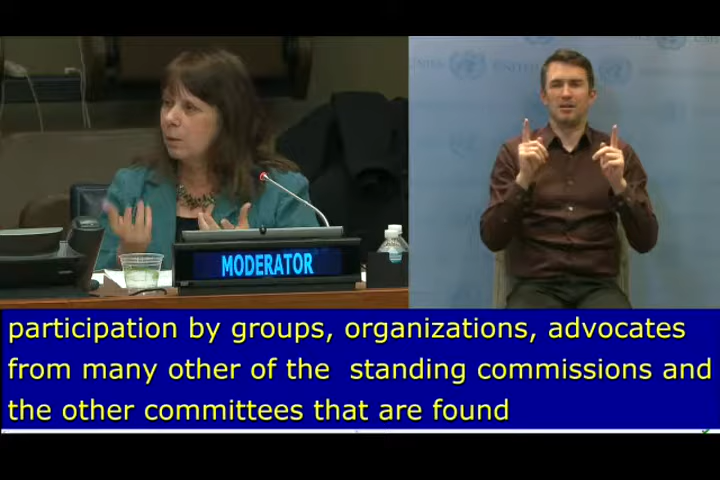 MODERATOR
participation by groups, organizations, advocates
from many other of the  standing commissions and
the other committees that are found